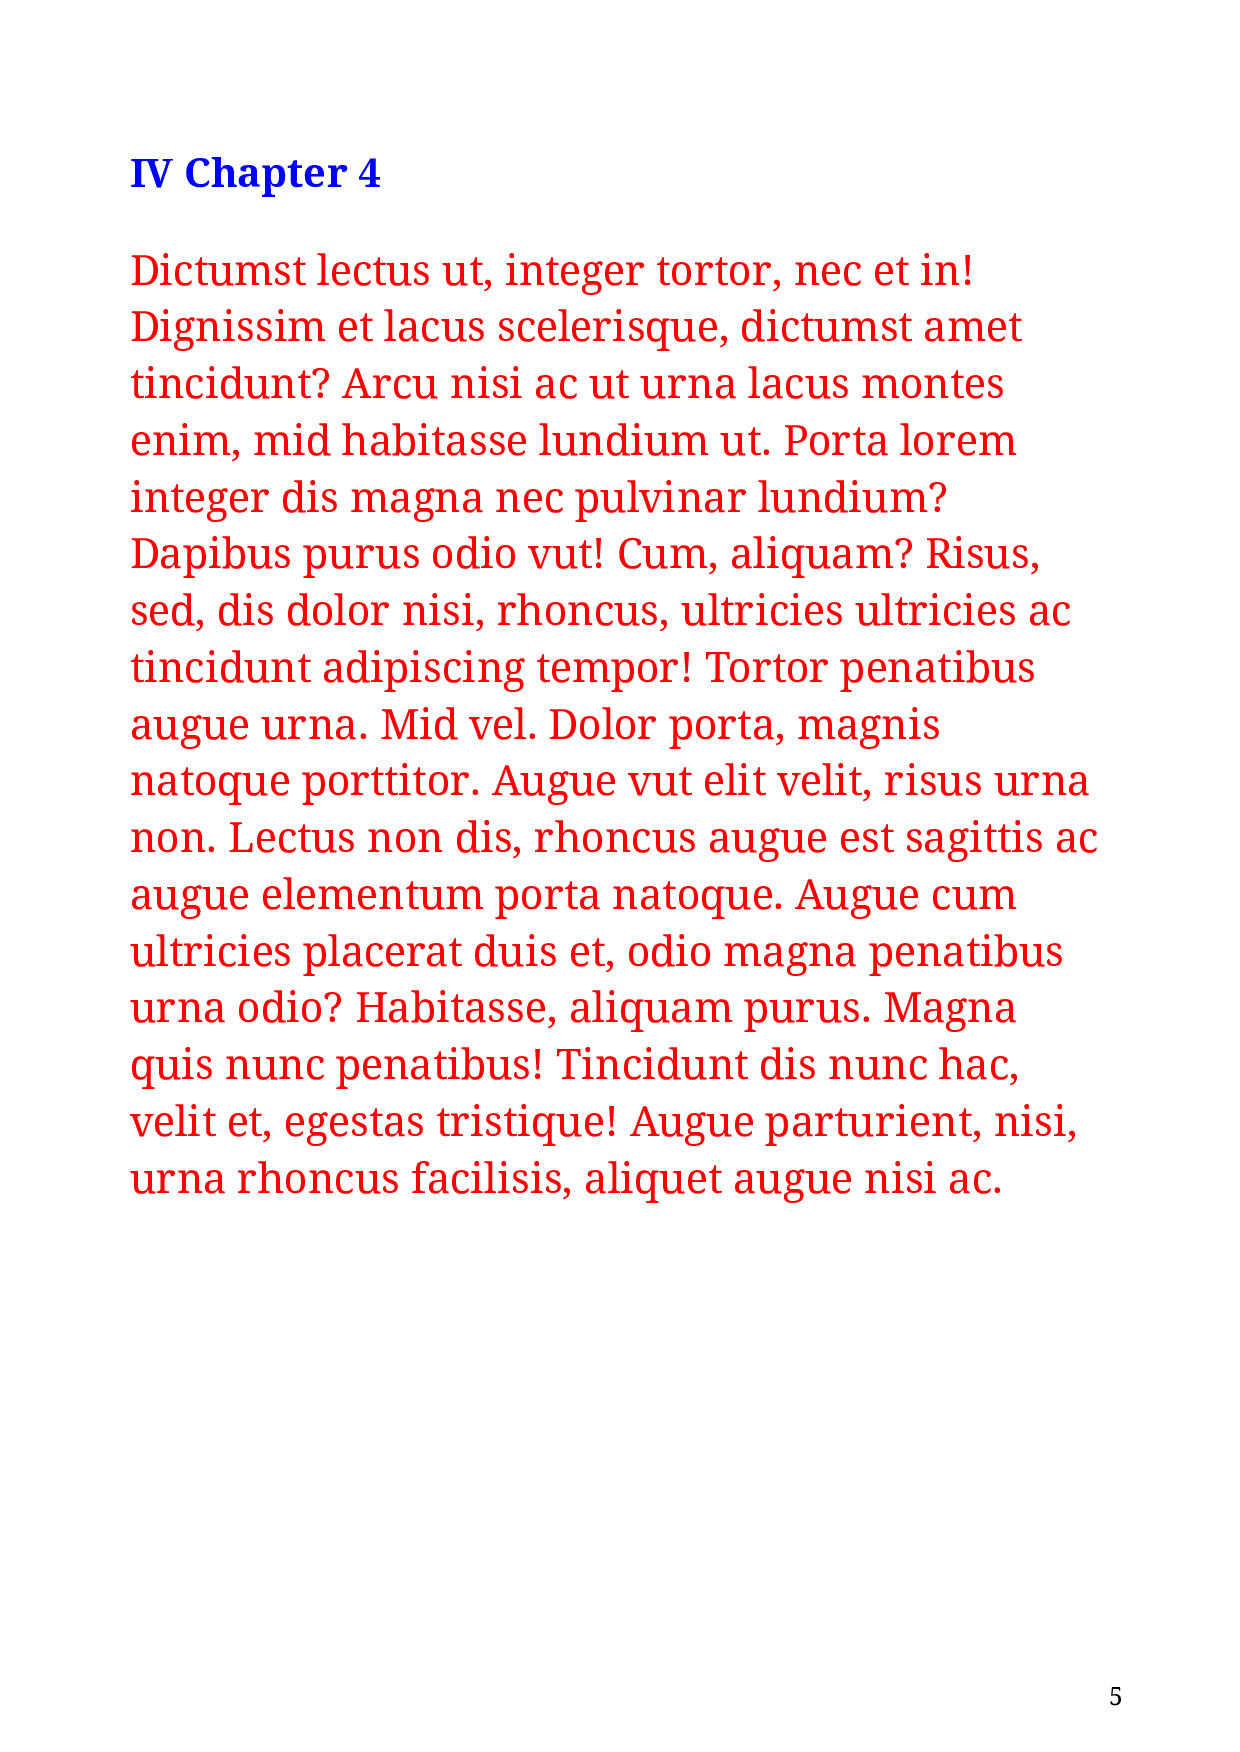 IV Chapter 4
Dictumst lectus ut, integer tortor, nec et in!
Dignissim et lacus scelerisque, dictumst amet
tincidunt? Arcu nisi ac ut urna lacus montes
enim, mid habitasse lundium ut. Porta lorem
integer dis magna nec pulvinar lundium?
Dapibus purus odio vut! Cum, aliquam? Risus,
sed, dis dolor nisi, rhoncus, ultricies ultricies ac
tincidunt adipiscing tempor! Tortor penatibus
augue urna. Mid vel. Dolor porta, magnis
natoque porttitor. Augue vut elit velit, risus urna
non. Lectus non dis, rhoncus augue est sagittis ac
augue elementum porta natoque. Augue cum
ultricies placerat duis et, odio magna penatibus
urna odio? Habitasse, aliquam purus. Magna
quis nunc penatibus! Tincidunt dis nunc hac,
velit et, egestas tristique! Augue parturient, nisi,
urna rhoncus facilisis, aliquet augue nisi ac.
5